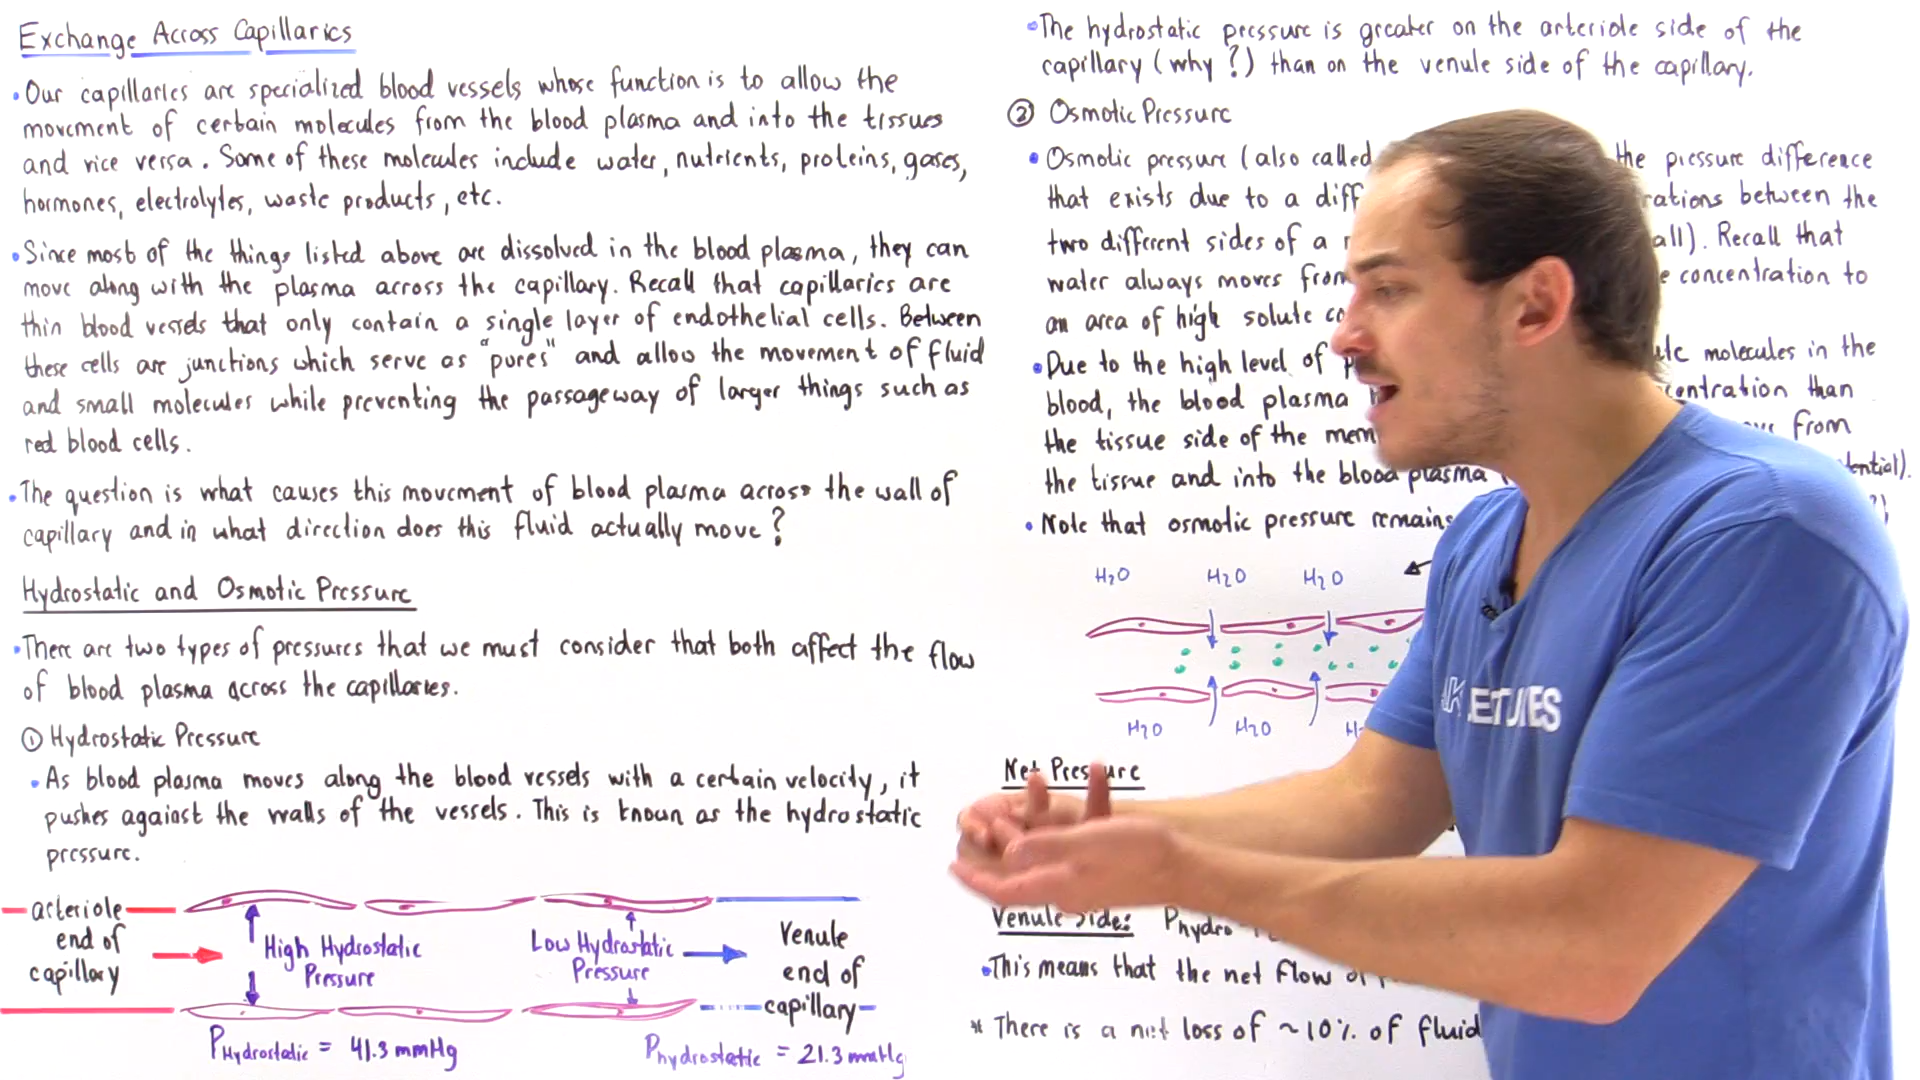 Exchange Across Capillaries
• Our capillaries are specialized blood vessels whose function is to allow the
movement of certain molecules from the blood plasma and into the tissues
and vice versa. Some of these molecules include water, nutrients, proteins, gases,
hormones, electrolytes, waste products, etc.
• Since most of the things listed above are dissolved in the blood plasma, they can
move along with the plasma across the capillary. Recall that capillaries are
thin blood vessels that only contain a single layer of endothelial cells. Between
these cells are junctions which serve as "pores" and allow the movement of fluid
and small molecules while preventing the passageway of larger things such as
red blood cells.
• The question is what causes this movement of blood plasma across the wall of
capillary and in what direction does this fluid actually move?
Hydrostatic and Osmotic Pressure
• There are two types of pressures that we must consider that both affect the flow
of blood plasma across the capillaries.
① Hydrostatic Pressure
• As blood plasma moves along the blood vessels with a certain velocity, it
pushes against the walls of the vessels. This is known as the hydrostatic
pressure.
arteriole
end of
capillary
High Hydrostatic
Pressure
Low Hydrostatic
Pressure
Venule
end of
capillary
PHydrostatic = 41.3 mmHg
Phydrostatic = 21.3 mmHg
• The hydrostatic pressure is greater on the arteriole side of the
capillary (why?) than on the venule side of the capillary.
② Osmotic Pressure
• Osmotic pressure (also called the pressure difference
that exists due to a between the
two different sides of a Recall that
water always moves concentration to
an area of high solute
• Due to the high level of molecules in the
blood, the blood plasma than
the tissue side of the from
the tissue and into the blood plasma
• Note that osmotic pressure remains
H2O H2O H2O
H2O H2O
Net Pressure
Venule Side: Phydro
• This means that the net flow of
* There is a net loss of ~10% of fluid
AK LECTURES